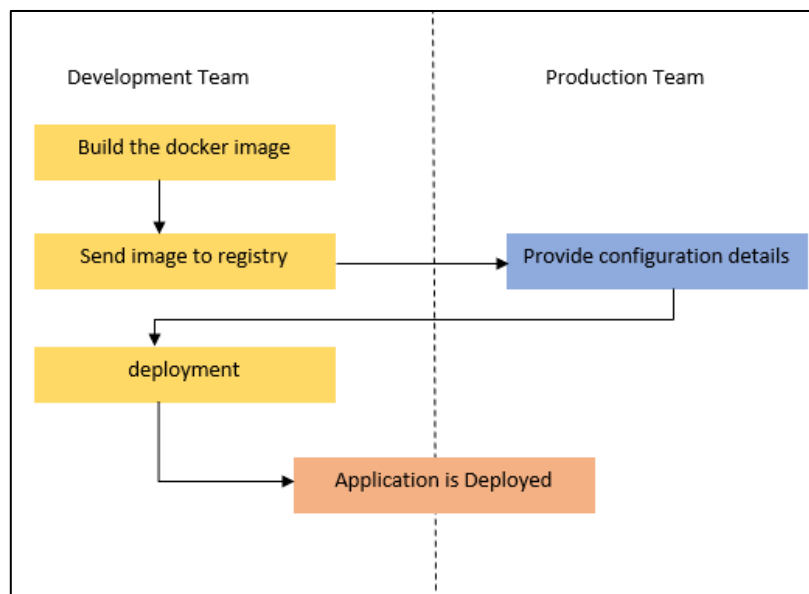 Development Team
Production Team
Build the docker image
Send image to registry
Provide configuration details
deployment
Application is Deployed